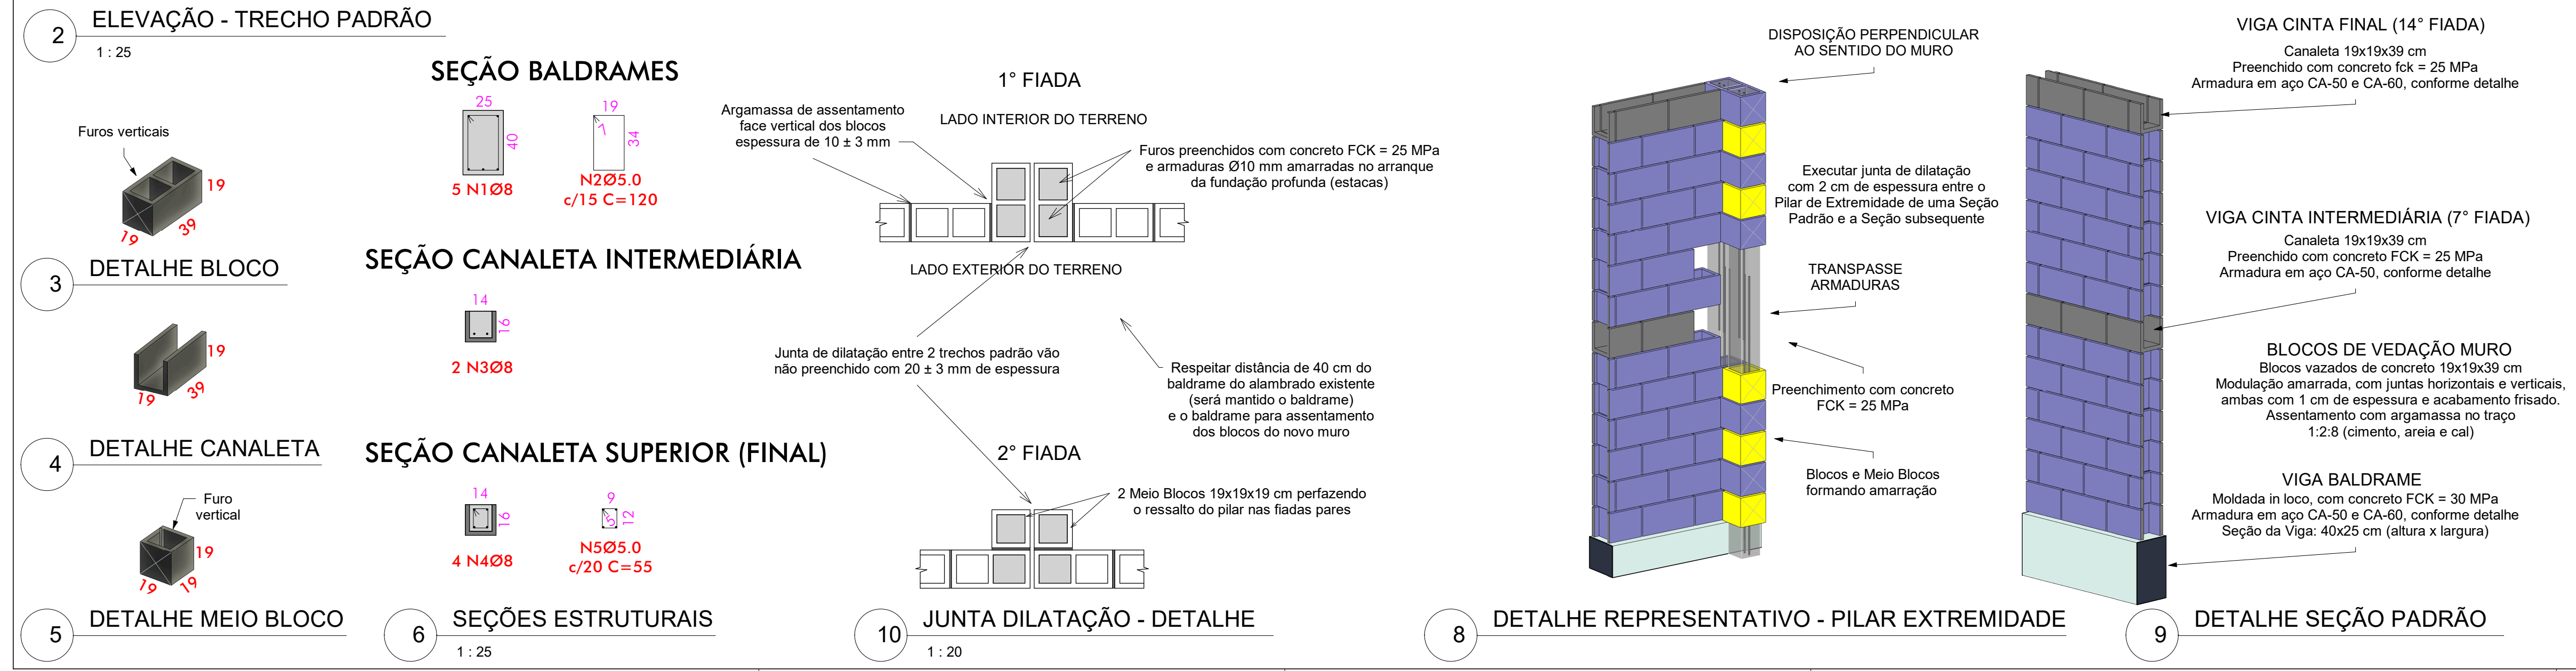 2
ELEVAÇÃO - TRECHO PADRÃO
1 : 25
Furos verticais
19
39
19
3
DETALHE BLOCO
19
39
19
4
DETALHE CANALETA
Furo
vertical
19
19
19
5
DETALHE MEIO BLOCO
SEÇÃO BALDRAMES
25
40
5 N1Ø8
19
7
34
N2Ø5.0
c/15 C=120
SEÇÃO CANALETA INTERMEDIÁRIA
14
16
2 N3Ø8
SEÇÃO CANALETA SUPERIOR (FINAL)
14
16
4 N4Ø8
9
5
12
N5Ø5.0
c/20 C=55
6
SEÇÕES ESTRUTURAIS
1 : 25
1° FIADA
Argamassa de assentamento
face vertical dos blocos
espessura de 10 ± 3 mm
LADO INTERIOR DO TERRENO
Furos preenchidos com concreto FCK = 25 MPa
e armaduras Ø10 mm amarradas no arranque
da fundação profunda (estacas)
LADO EXTERIOR DO TERRENO
Junta de dilatação entre 2 trechos padrão vão
não preenchido com 20 ± 3 mm de espessura
Respeitar distância de 40 cm do
baldrame do alambrado existente
(será mantido o baldrame)
e o baldrame para assentamento
dos blocos do novo muro
2° FIADA
2 Meio Blocos 19x19x19 cm perfazendo
o ressalto do pilar nas fiadas pares
10
JUNTA DILATAÇÃO - DETALHE
1 : 20
DISPOSIÇÃO PERPENDICULAR
AO SENTIDO DO MURO
Executar junta de dilatação
com 2 cm de espessura entre o
Pilar de Extremidade de uma Seção
Padrão e a Seção subsequente
TRANSPASSE
ARMADURAS
Preenchimento com concreto
FCK = 25 MPa
Blocos e Meio Blocos
formando amarração
8
DETALHE REPRESENTATIVO - PILAR EXTREMIDADE
VIGA CINTA FINAL (14° FIADA)
Canaleta 19x19x39 cm
Preenchido com concreto fck = 25 MPa
Armadura em aço CA-50 e CA-60, conforme detalhe
VIGA CINTA INTERMEDIÁRIA (7° FIADA)
Canaleta 19x19x39 cm
Preenchido com concreto FCK = 25 MPa
Armadura em aço CA-50, conforme detalhe
BLOCOS DE VEDAÇÃO MURO
Blocos vazados de concreto 19x19x39 cm
Modulação amarrada, com juntas horizontais e verticais,
ambas com 1 cm de espessura e acabamento frisado.
Assentamento com argamassa no traço
1:2:8 (cimento, areia e cal)
VIGA BALDRAME
Moldada in loco, com concreto FCK = 30 MPa
Armadura em aço CA-50 e CA-60, conforme detalhe
Seção da Viga: 40x25 cm (altura x largura)
9
DETALHE SEÇÃO PADRÃO